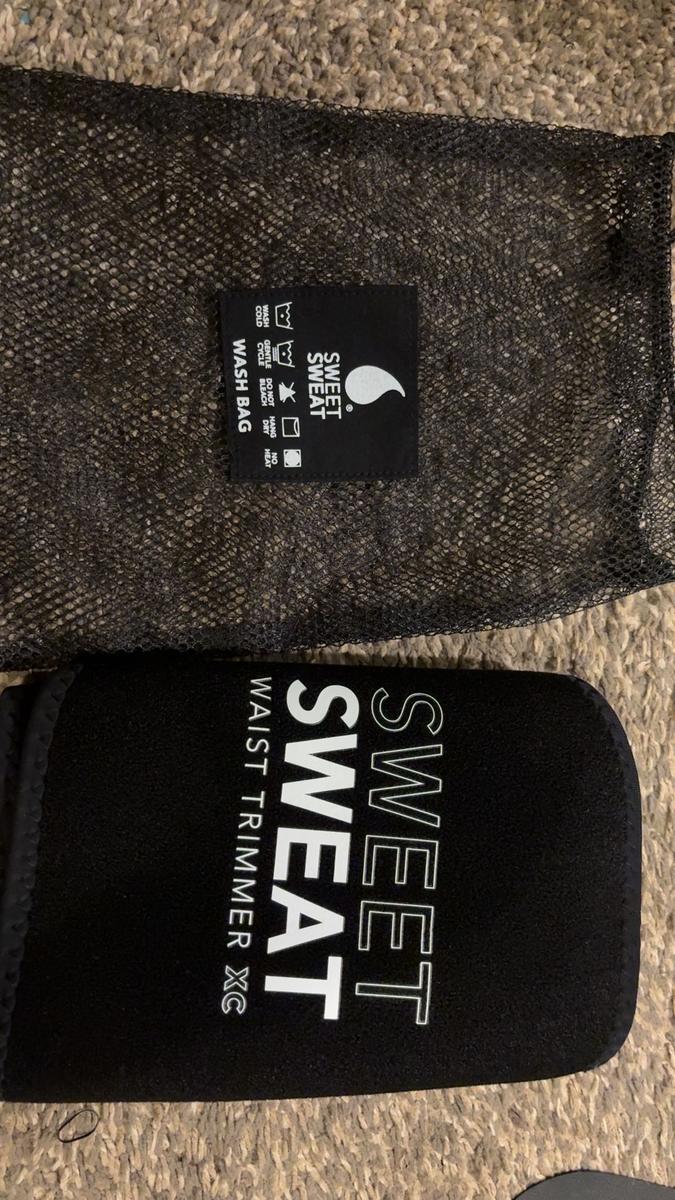 SWEET
SWEAT®
WASH COLD
GENTLE CYCLE
DO NOT BLEACH
HANG DRY
NO HEAT
WASH BAG
SWEET
SWEAT
WAIST TRIMMER XC